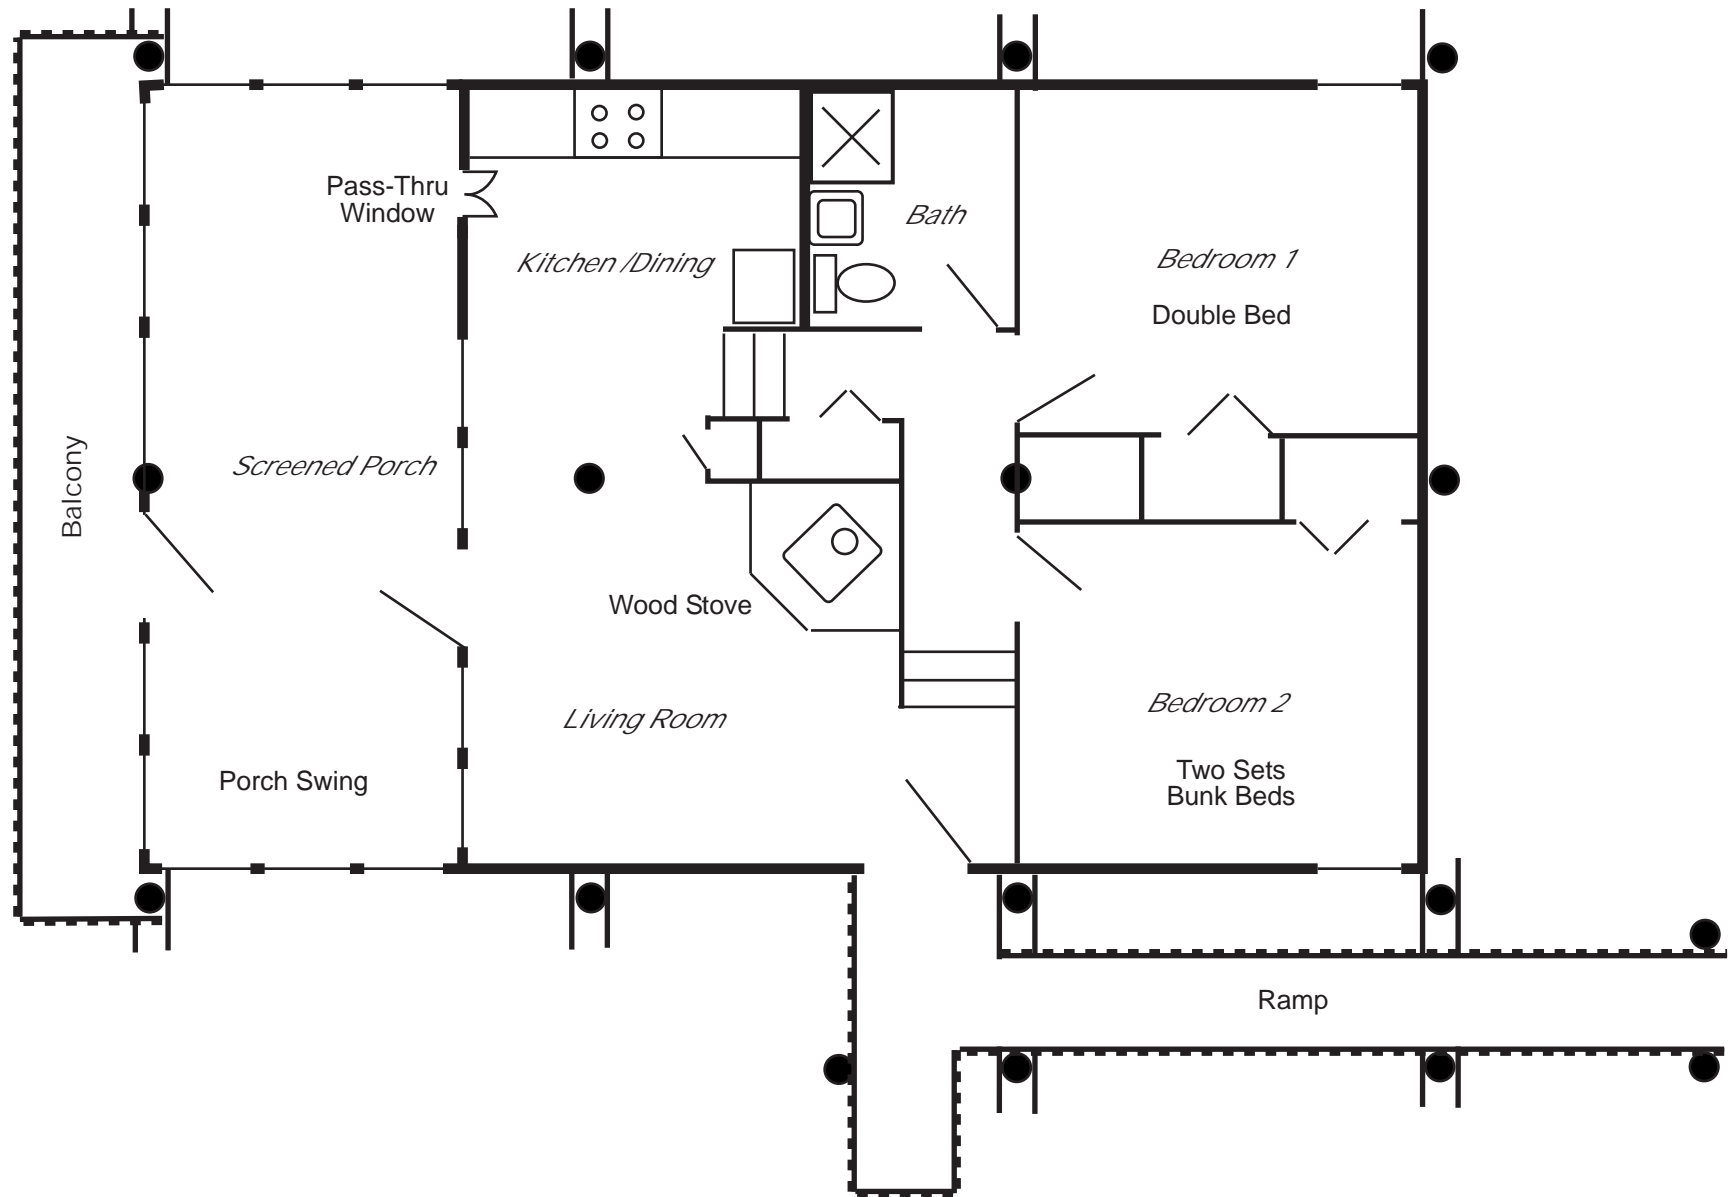 Pass-Thru
Window
Bath
Kitchen /Dining
Bedroom 1
Double Bed
Balcony
Screened Porch
Wood Stove
Living Room
Bedroom 2
Porch Swing
Two Sets
Bunk Beds
Ramp